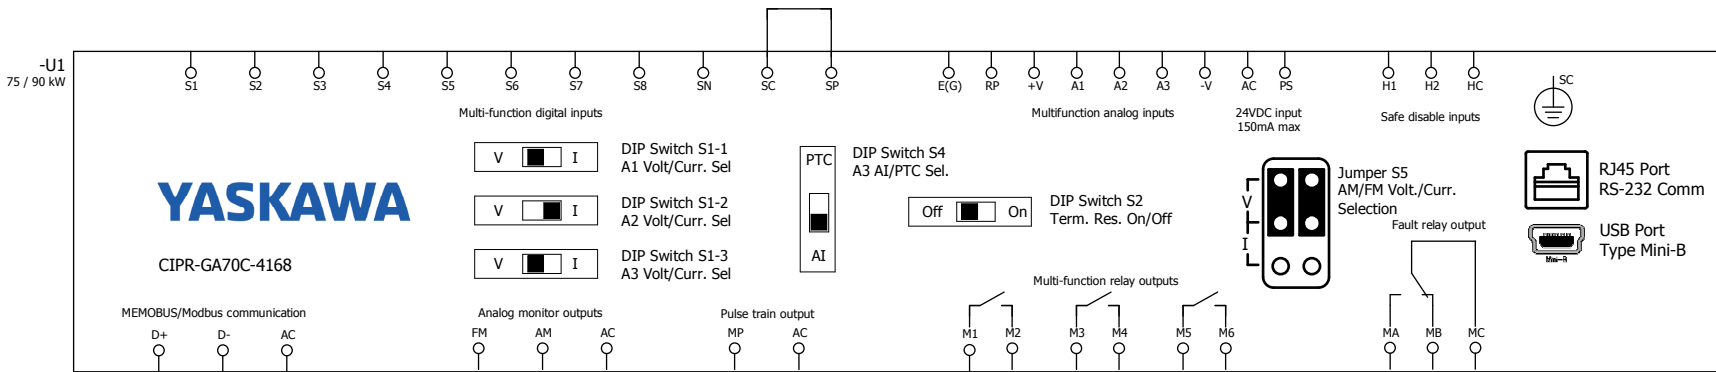 -U1
75 / 90 kW
S1 S2 S3 S4 S5 S6 S7 S8 SN SC SP E(G) RP +V A1 A2 A3 -V AC PS H1 H2 HC SC
Multi-function digital inputs
Multifunction analog inputs
24VDC input
150mA max
Safe disable inputs
V I
DIP Switch S1-1
A1 Volt/Curr. Sel
V I
DIP Switch S1-2
A2 Volt/Curr. Sel
V I
DIP Switch S1-3
A3 Volt/Curr. Sel
PTC
AI
DIP Switch S4
A3 AI/PTC Sel.
Off On
DIP Switch S2
Term. Res. On/Off
V
I
Jumper S5
AM/FM Volt./Curr.
Selection
RJ45 Port
RS-232 Comm
Mini-B
USB Port
Type Mini-B
YASKAWA
CIPR-GA70C-4168
Fault relay output
Multi-function relay outputs
MEMOBUS/Modbus communication
Analog monitor outputs
Pulse train output
D+ D- AC FM AM AC MP AC M1 M2 M3 M4 M5 M6 MA MB MC